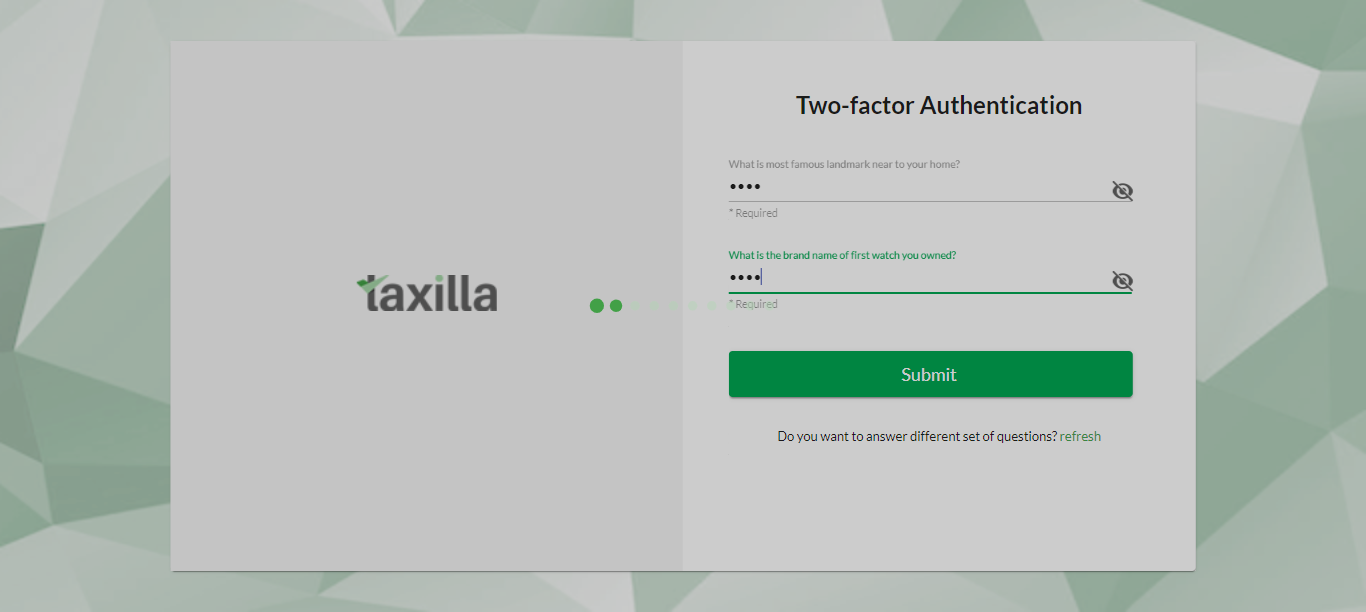 taxilla
Two-factor Authentication
What is most famous landmark near to your home?
••••
* Required
What is the brand name of first watch you owned?
••••
* Required
Submit
Do you want to answer different set of questions? refresh